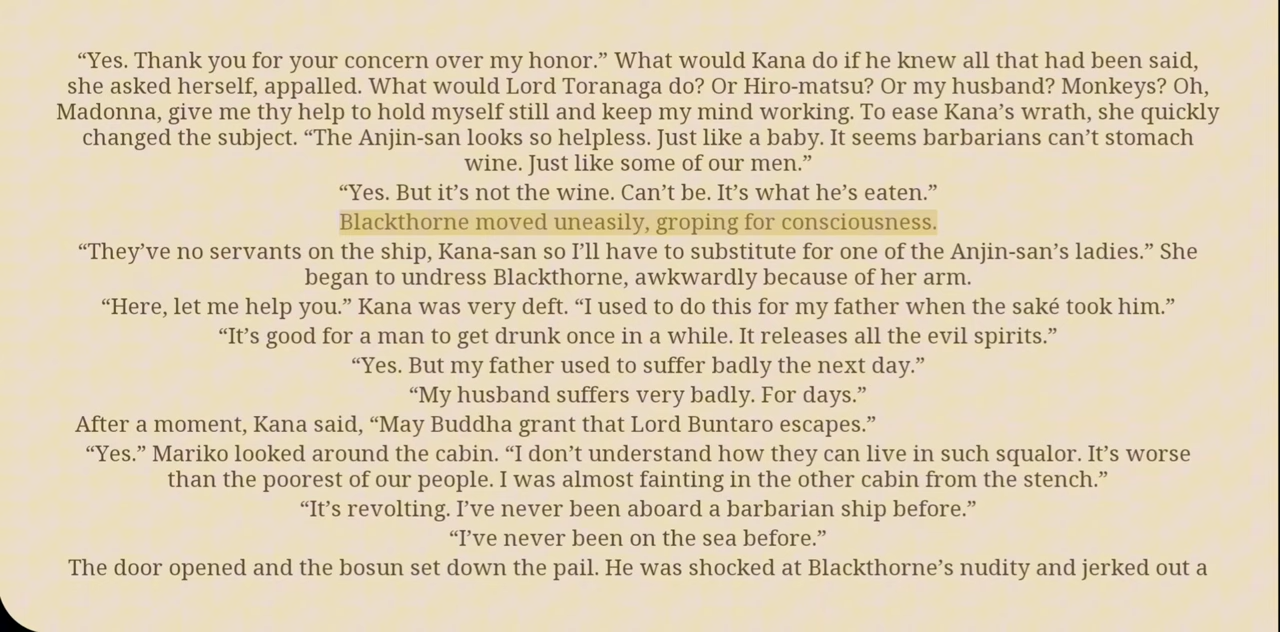 “Yes. Thank you for your concern over my honor.” What would Kana do if he knew all that had been said,
she asked herself, appalled. What would Lord Toranaga do? Or Hiro-matsu? Or my husband? Monkeys? Oh,
Madonna, give me thy help to hold myself still and keep my mind working. To ease Kana’s wrath, she quickly
changed the subject. “The Anjin-san looks so helpless. Just like a baby. It seems barbarians can’t stomach
wine. Just like some of our men.”
“Yes. But it’s not the wine. Can’t be. It’s what he’s eaten.”
Blackthorne moved uneasily, groping for consciousness.
“They’ve no servants on the ship, Kana-san so I’ll have to substitute for one of the Anjin-san’s ladies.” She
began to undress Blackthorne, awkwardly because of her arm.
“Here, let me help you.” Kana was very deft. “I used to do this for my father when the saké took him.”
“It’s good for a man to get drunk once in a while. It releases all the evil spirits.”
“Yes. But my father used to suffer badly the next day.”
“My husband suffers very badly. For days.”
After a moment, Kana said, “May Buddha grant that Lord Buntaro escapes.”
“Yes.” Mariko looked around the cabin. “I don’t understand how they can live in such squalor. It’s worse
than the poorest of our people. I was almost fainting in the other cabin from the stench.”
“It’s revolting. I’ve never been aboard a barbarian ship before.”
“I’ve never been on the sea before.”
The door opened and the bosun set down the pail. He was shocked at Blackthorne’s nudity and jerked out a